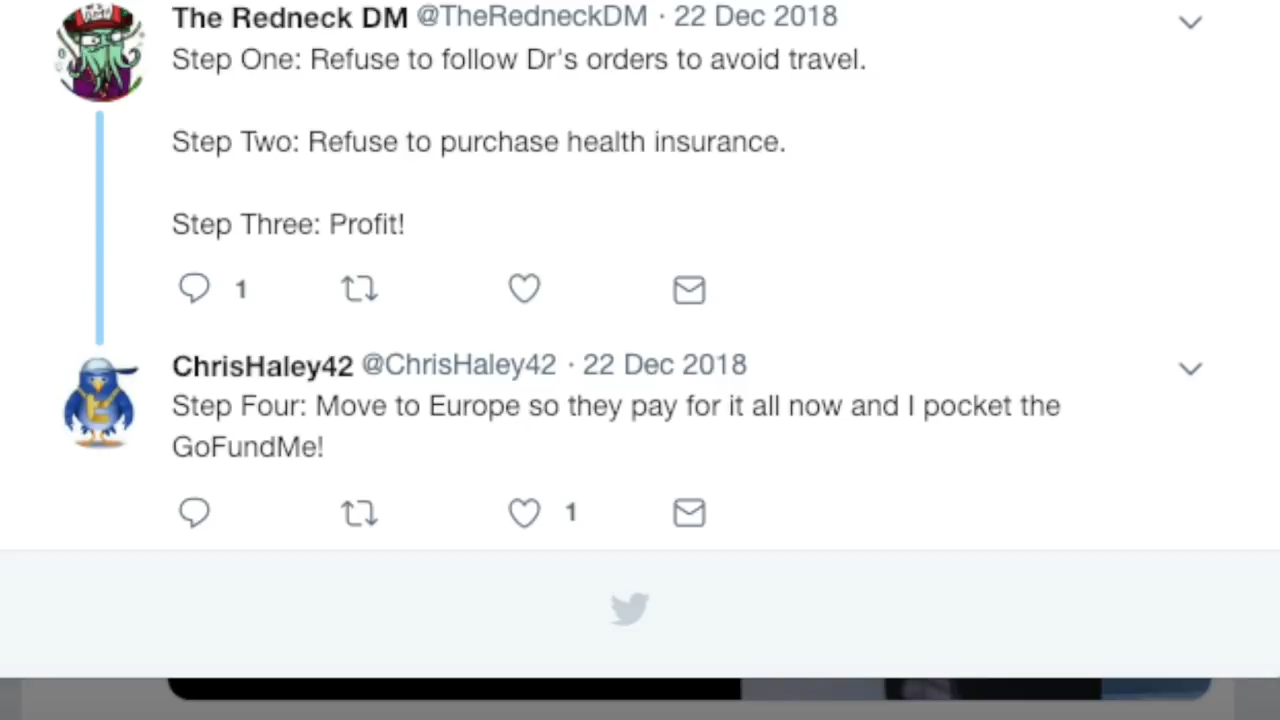 The Redneck DM @TheRedneckDM · 22 Dec 2018
Step One: Refuse to follow Dr's orders to avoid travel.
Step Two: Refuse to purchase health insurance.
Step Three: Profit!
1
ChrisHaley42 @ChrisHaley42 · 22 Dec 2018
Step Four: Move to Europe so they pay for it all now and I pocket the
GoFundMe!
1